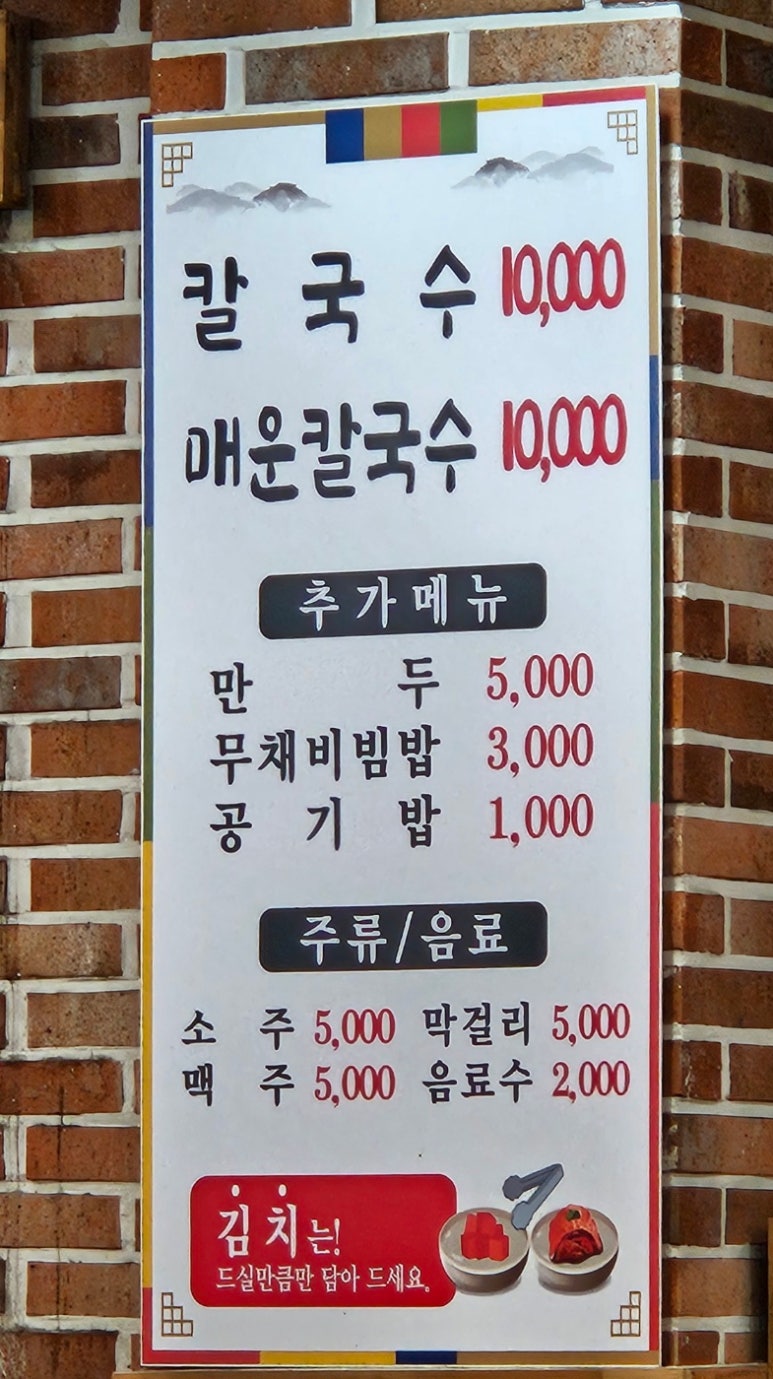 칼국수 10,000
매운칼국수 10,000
추가메뉴
만두 5,000
무채비빔밥 3,000
공기밥 1,000
주류/음료
소주 5,000 막걸리 5,000
맥주 5,000 음료수 2,000
김치는!
드실만큼만 담아 드세요.